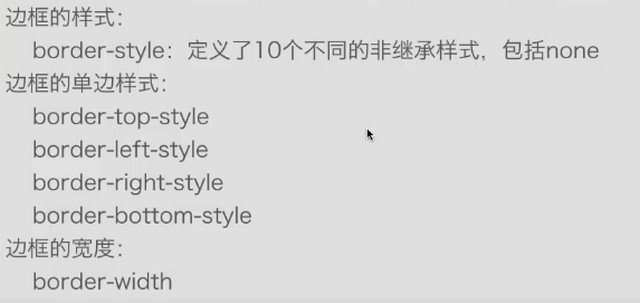 边框的样式：
border-style：定义了10个不同的非继承样式，包括none
边框的单边样式：
border-top-style
border-left-style
border-right-style
border-bottom-style
边框的宽度：
border-width